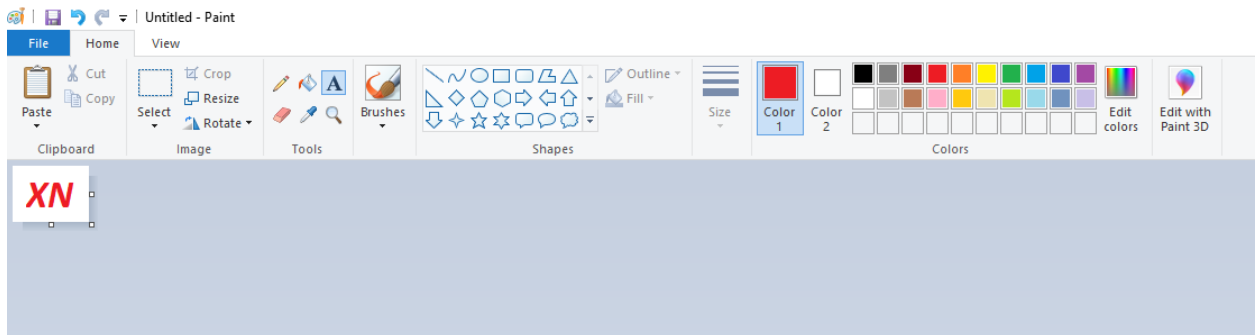 Untitled - Paint
File Home View
Paste Cut Copy Select Crop Resize Rotate A Brushes Outline Fill Size Color 1 Color 2 Edit colors Edit with Paint 3D
Clipboard Image Tools Shapes Colors
XN